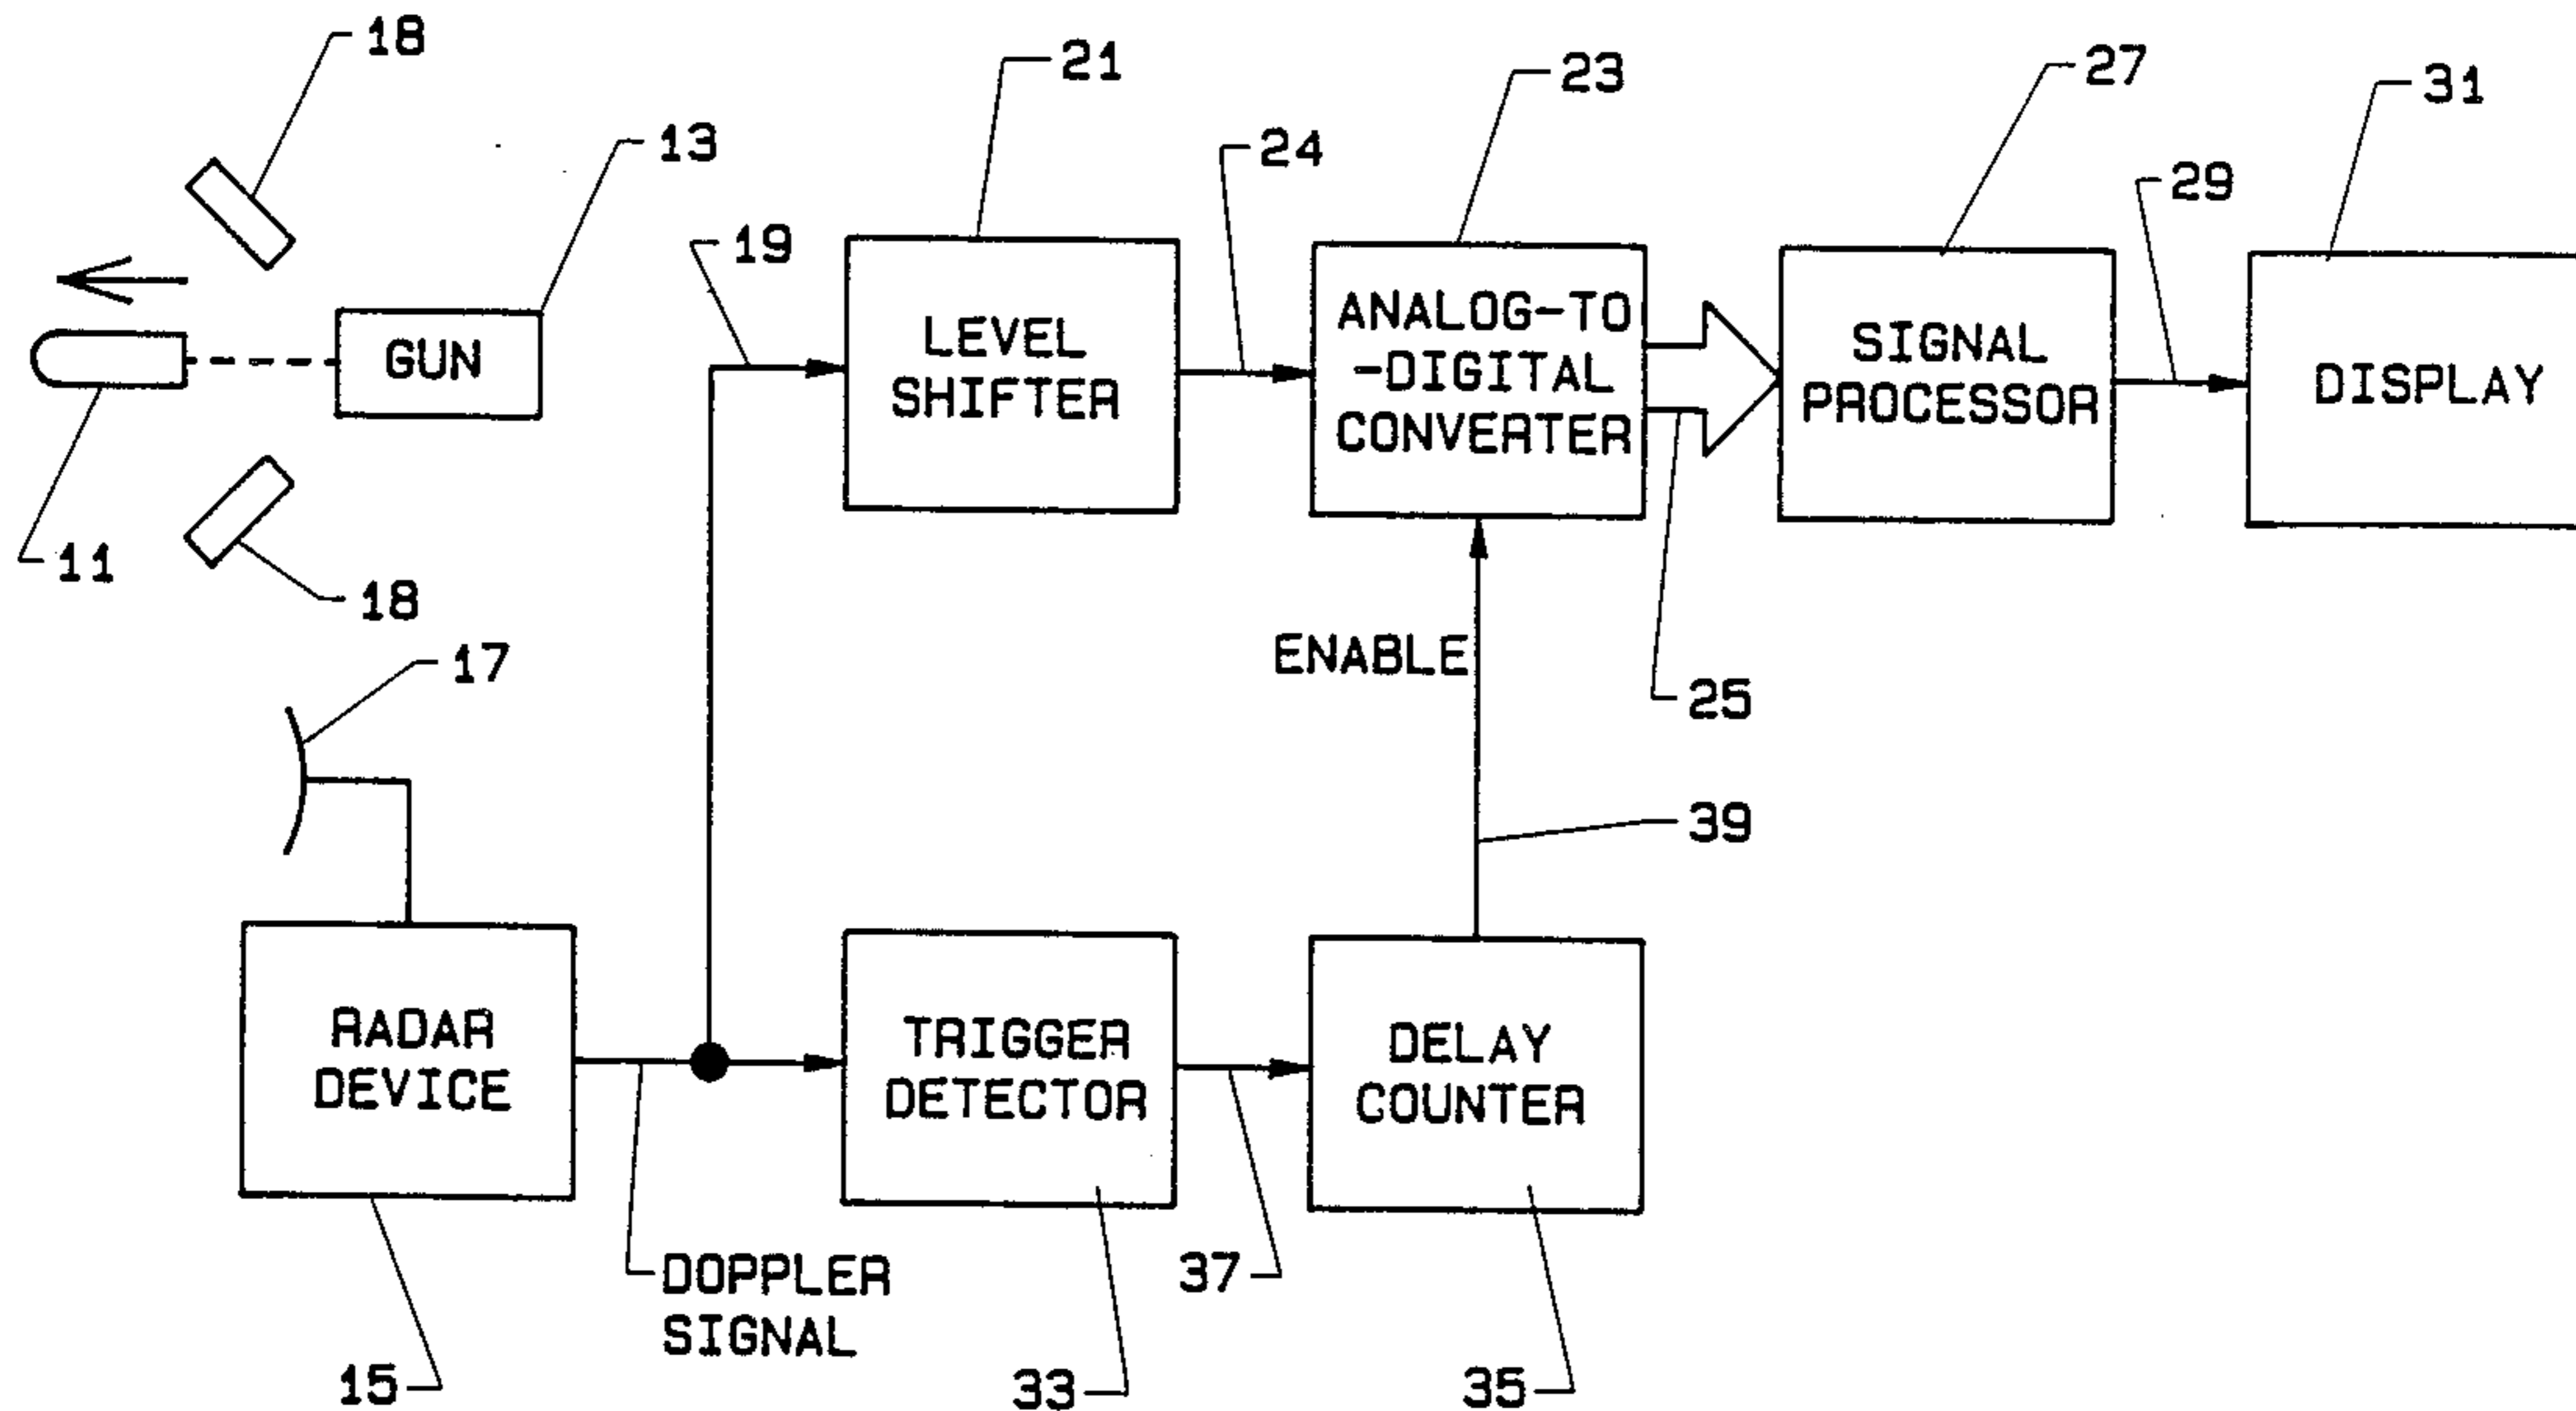 18
21
23
27
31
13
24
29
19
GUN
LEVEL
SHIFTER
ANALOG-TO
-DIGITAL
CONVERTER
SIGNAL
PROCESSOR
DISPLAY
11
18
17
ENABLE
25
39
RADAR
DEVICE
TRIGGER
DETECTOR
DELAY
COUNTER
DOPPLER
SIGNAL
37
15
33
35